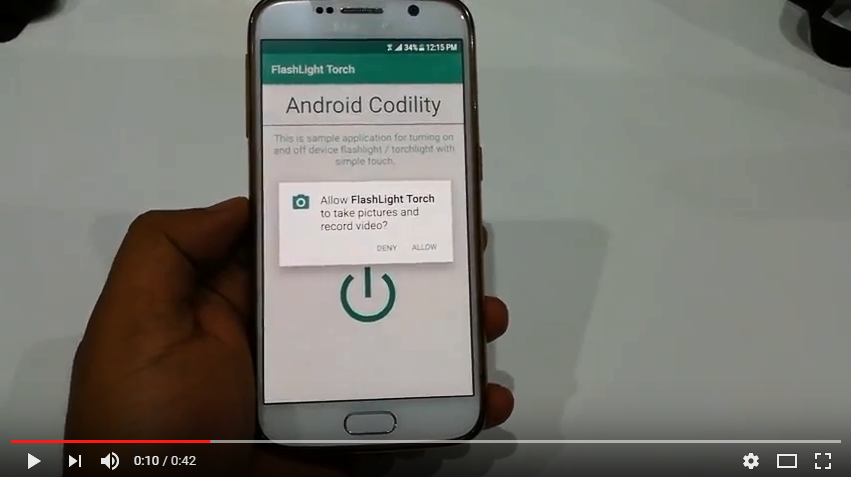 34% 12:15 PM
FlashLight Torch
Android Codility
This is sample application for turning on
and off device flashlight / torchlight with
simple touch.
Allow FlashLight Torch
to take pictures and
record video?
DENY ALLOW
0:10 / 0:42